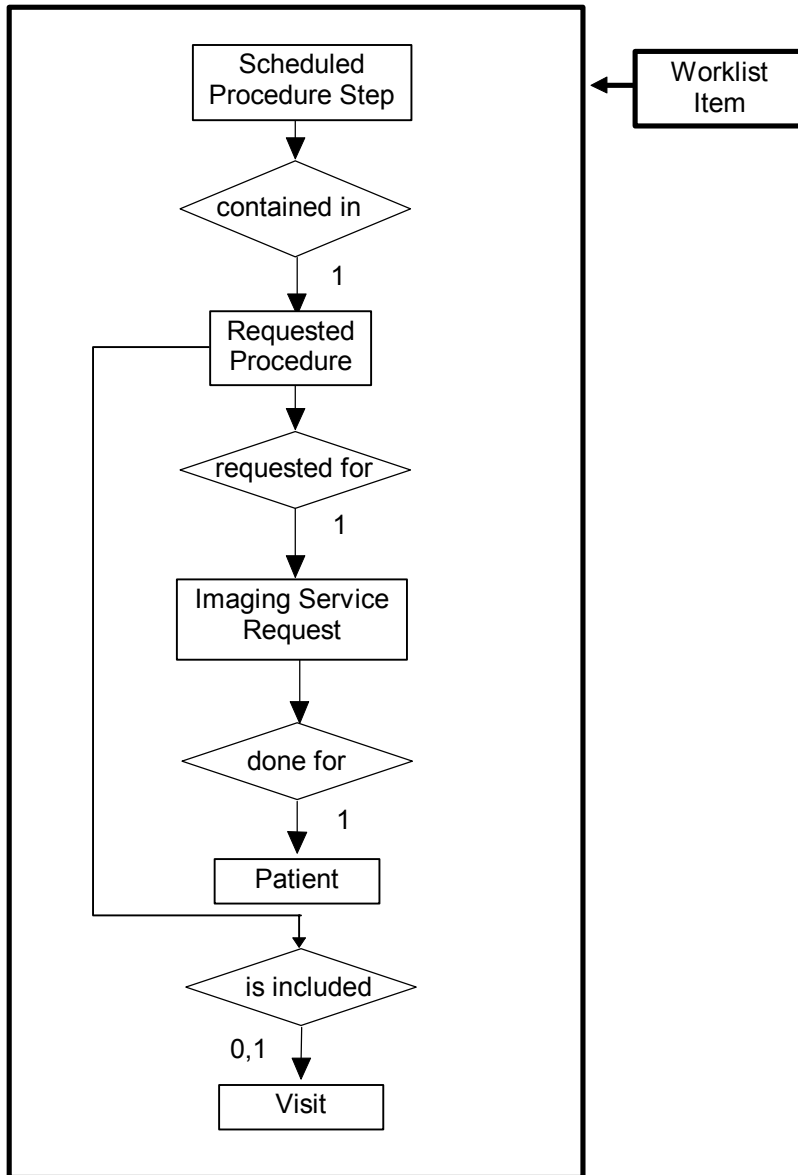 Scheduled
Procedure Step
Worklist
Item
contained in
1
Requested
Procedure
requested for
1
Imaging Service
Request
done for
1
Patient
is included
0,1
Visit